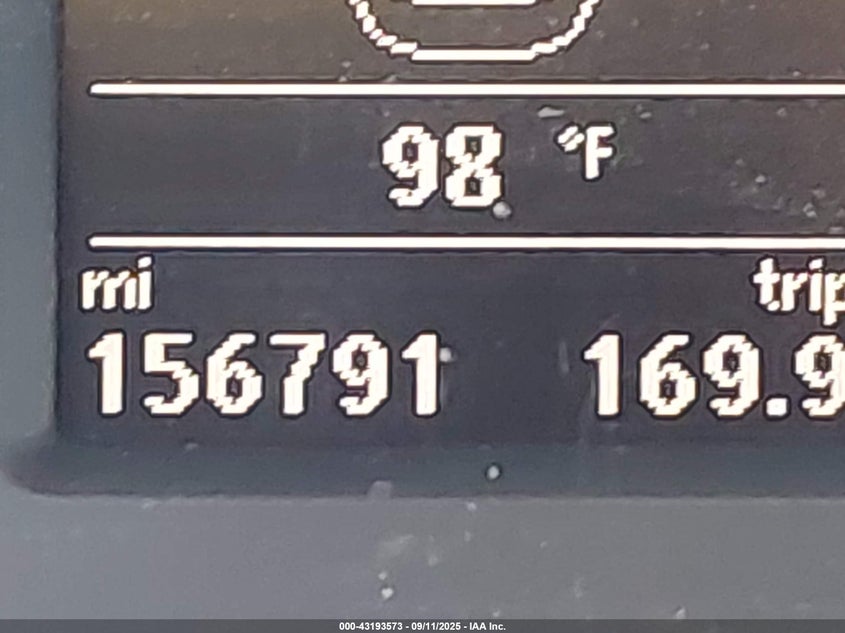 98 °F
mi trip
156791 169.9
000-43193573 - 09/11/2025 - IAA Inc.